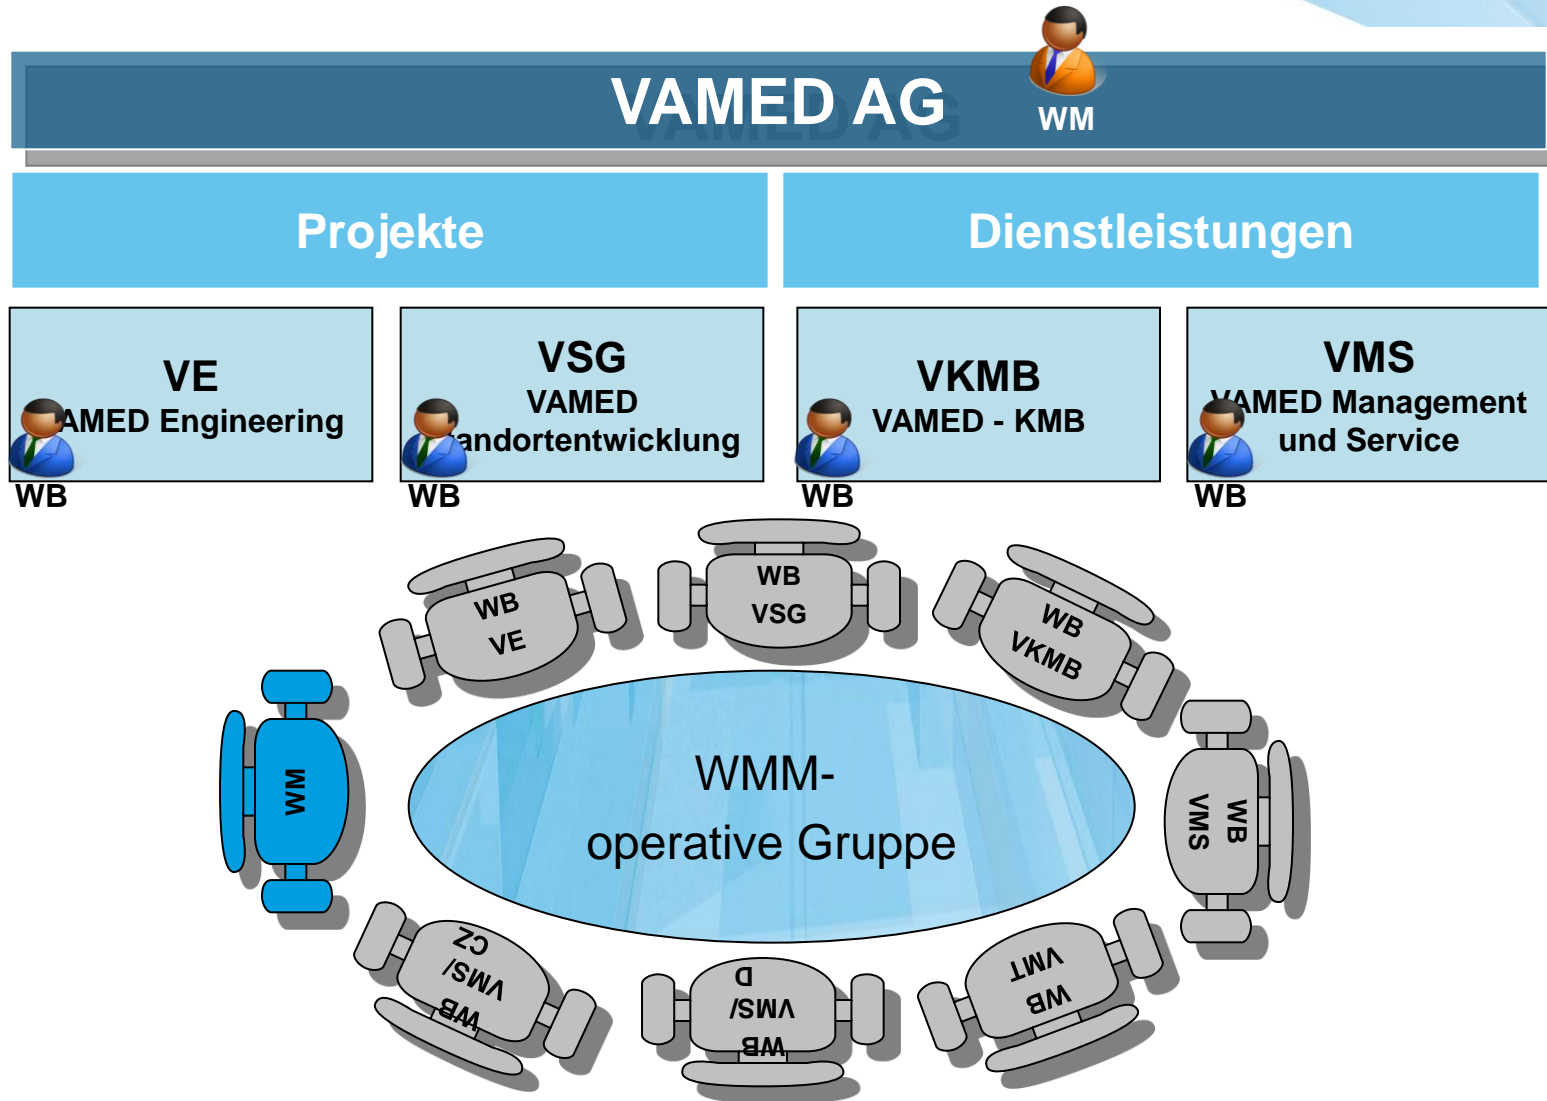 VAMED AG
WM
Projekte
Dienstleistungen
VE
AMED Engineering
WB
VSG
VAMED
andortentwicklung
WB
VKMB
VAMED - KMB
WB
VMS
VAMED Management
und Service
WB
WB
VE
WB
VSG
WB
VKMB
WM
WMM-
operative Gruppe
WB
VMS
WB
VMS/
CZ
WB
VMS/
D
WB
VMT